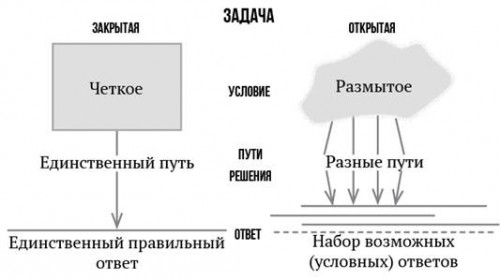 ЗАДАЧА
ЗАКРЫТАЯ
ОТКРЫТАЯ
Четкое
УСЛОВИЕ
Размытое
Единственный путь
ПУТИ
РЕШЕНИЯ
Разные пути
Единственный правильный
ответ
ОТВЕТ
Набор возможных
(условных) ответов